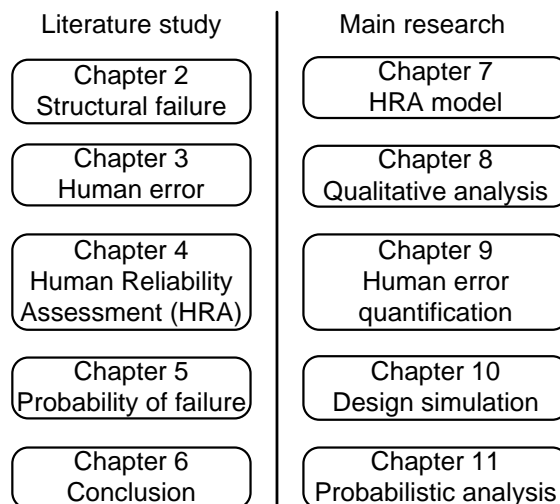 Literature study
Chapter 2
Structural failure
Chapter 3
Human error
Chapter 4
Human Reliability
Assessment (HRA)
Chapter 5
Probability of failure
Chapter 6
Conclusion
Main research
Chapter 7
HRA model
Chapter 8
Qualitative analysis
Chapter 9
Human error
quantification
Chapter 10
Design simulation
Chapter 11
Probabilistic analysis